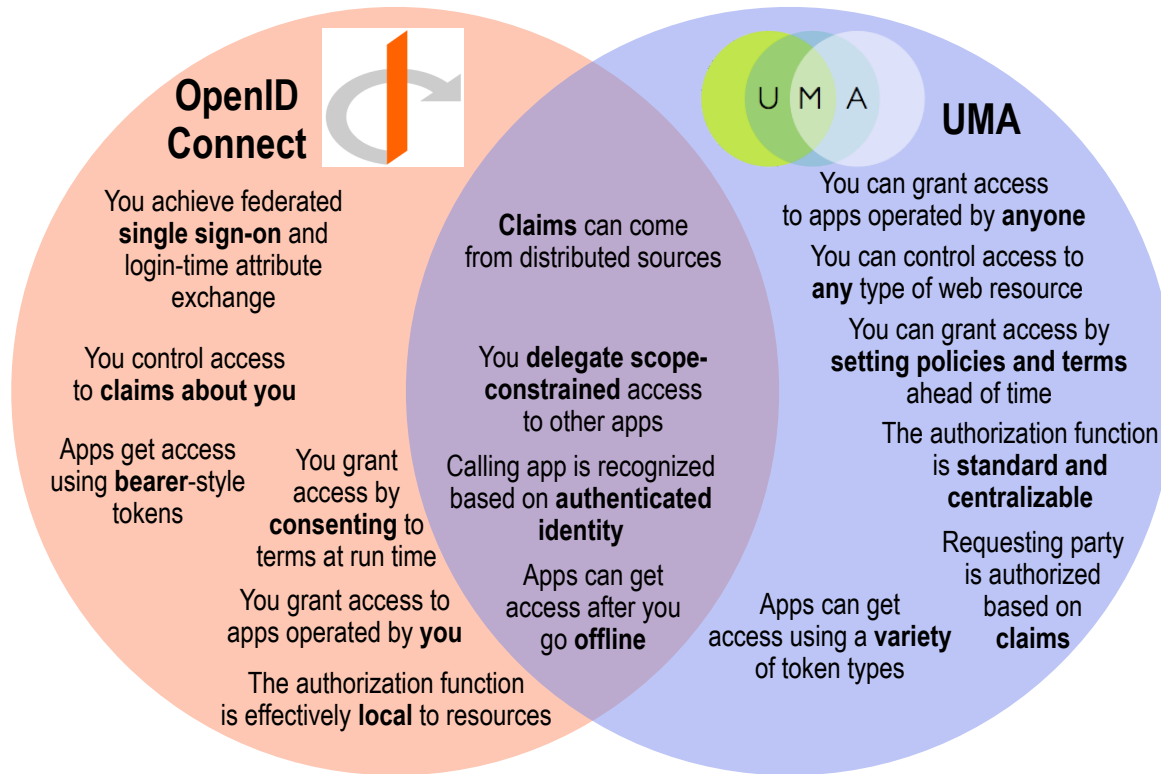 OpenID
Connect
You achieve federated
single sign-on and
login-time attribute
exchange
You control access
to claims about you
Apps get access
using bearer-style
tokens
You grant
access by
consenting to
terms at run time
You grant access to
apps operated by you
The authorization function
is effectively local to resources
Claims can come
from distributed sources
You delegate scope-
constrained access
to other apps
Calling app is recognized
based on authenticated
identity
Apps can get
access after you
go offline
U M A
UMA
You can grant access
to apps operated by anyone
You can control access to
any type of web resource
You can grant access by
setting policies and terms
ahead of time
The authorization function
is standard and
centralizable
Requesting party
is authorized
based on
claims
Apps can get
access using a variety
of token types